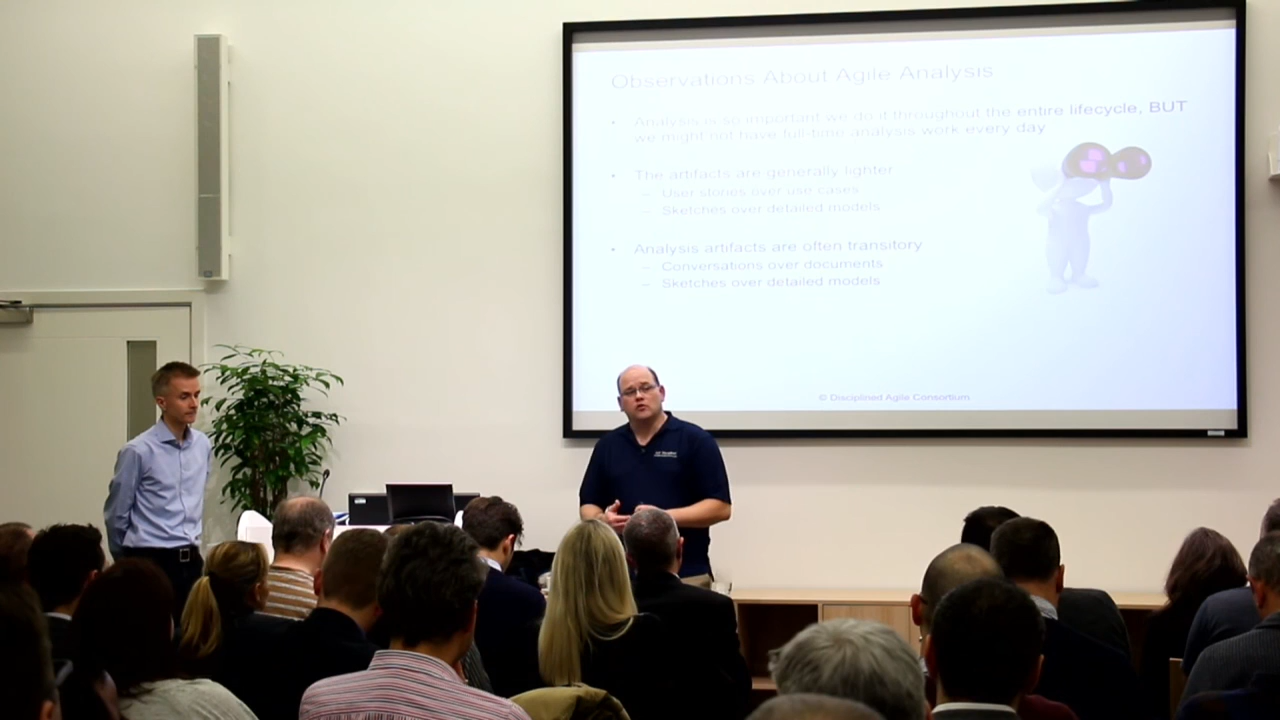 Observations About Agile Analysis
• Analysis is so important we do it throughout the entire lifecycle, BUT
we might not have full-time analysis work every day
• The artifacts are generally lighter
– User stories over use cases
– Sketches over detailed models
• Analysis artifacts are often transitory
– Conversations over documents
– Sketches over detailed models
© Disciplined Agile Consortium